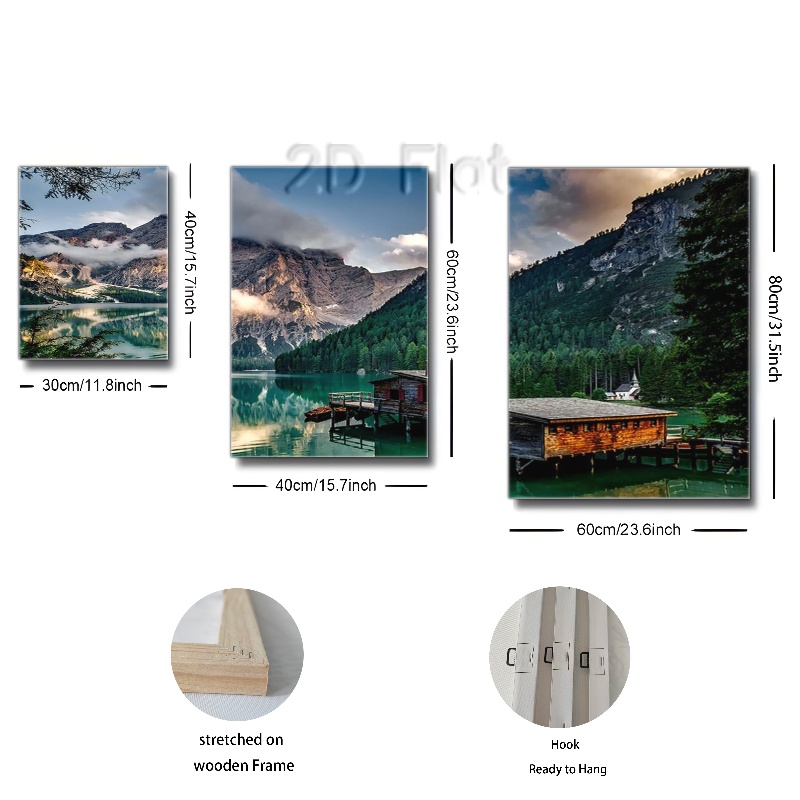 2D Flat
40cm/15.7inch
30cm/11.8inch
60cm/23.6inch
40cm/15.7inch
80cm/31.5inch
60cm/23.6inch
stretched on
wooden Frame
Hook
Ready to Hang